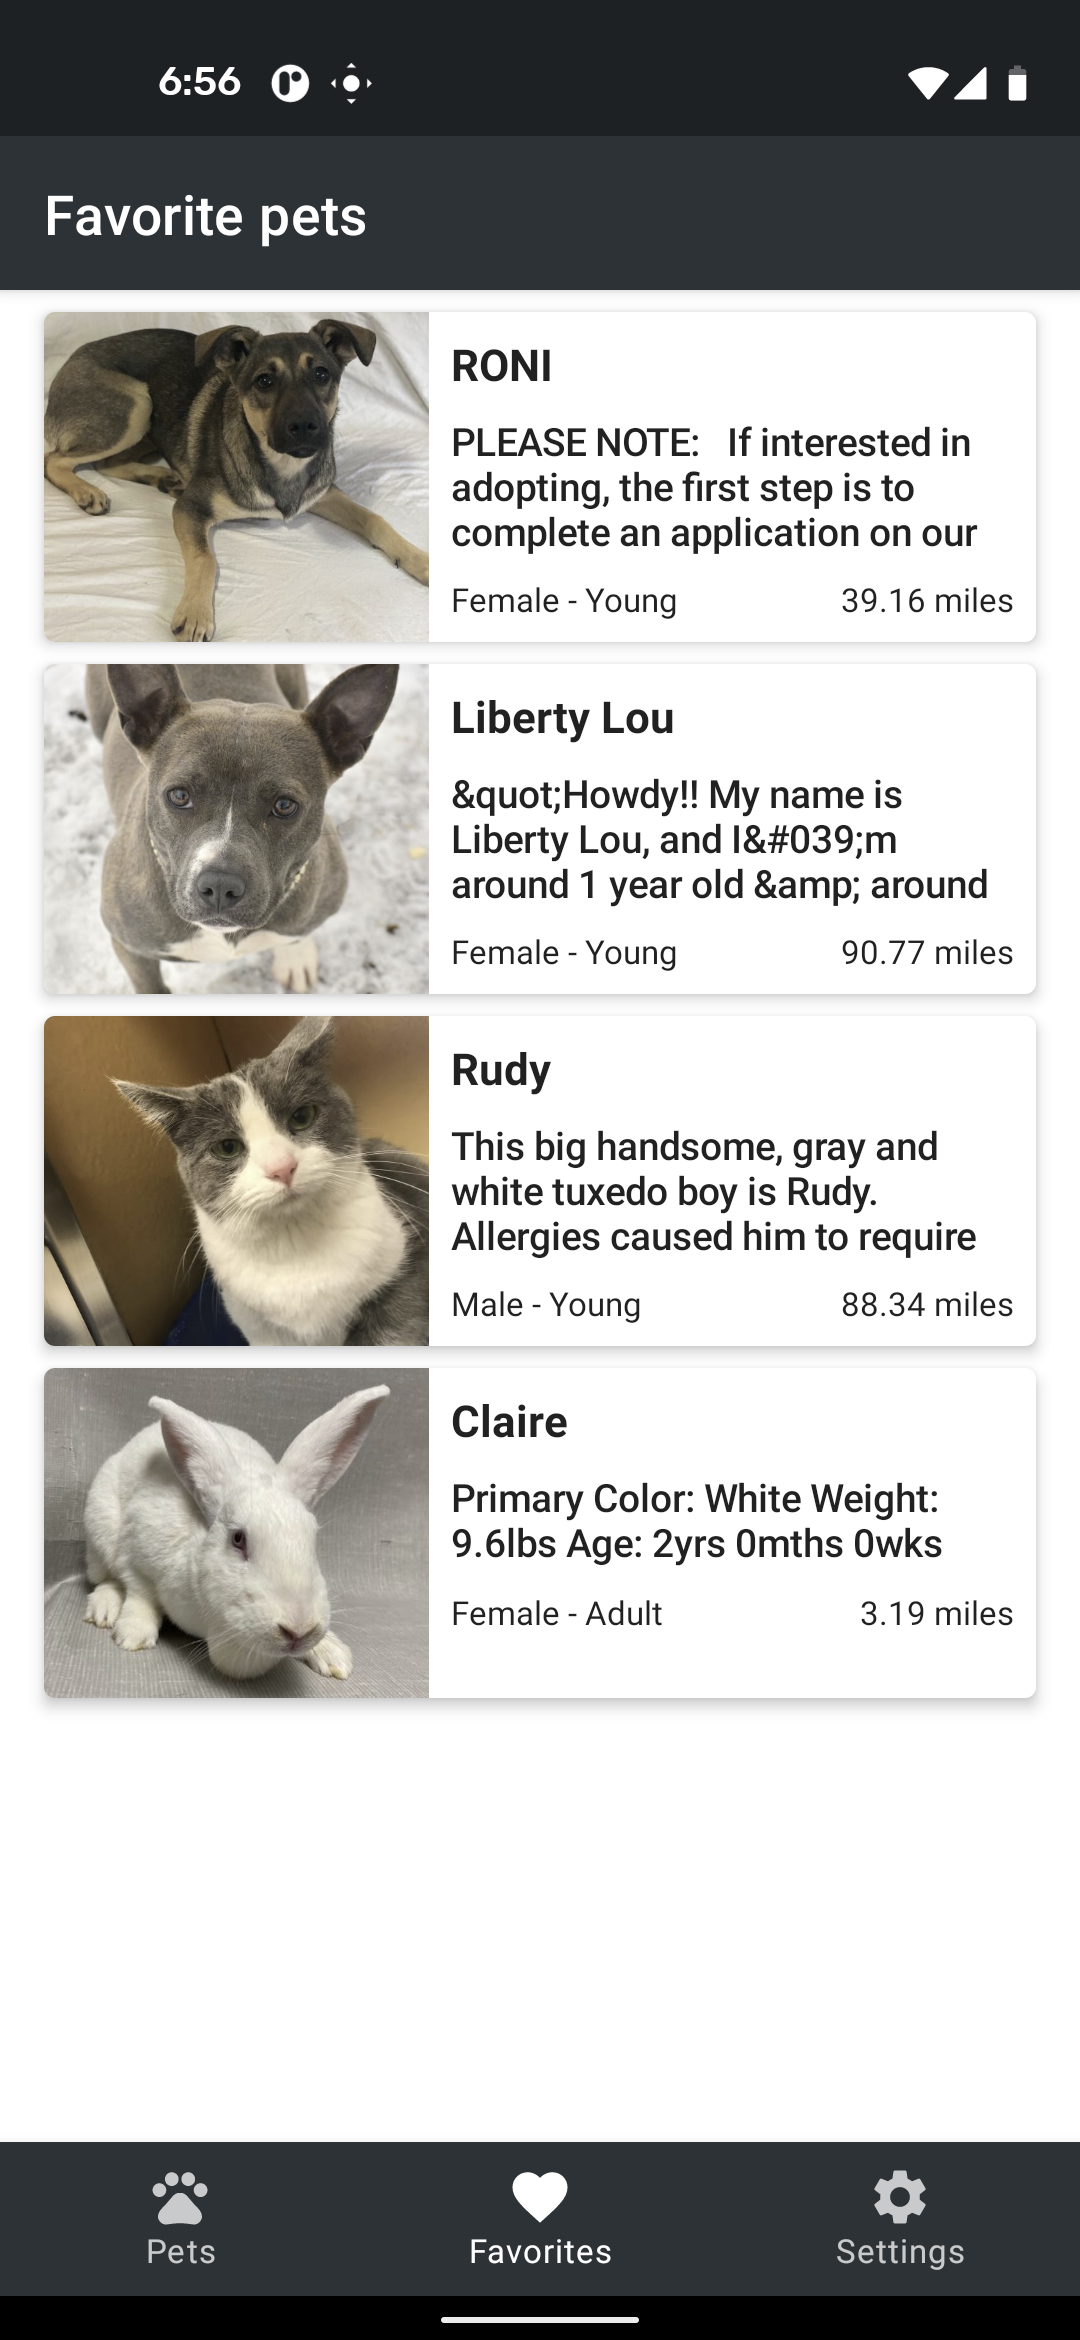 6:56
Favorite pets
RONI
PLEASE NOTE:   If interested in
adopting, the first step is to
complete an application on our
Female - Young 39.16 miles
Liberty Lou
&quot;Howdy!! My name is
Liberty Lou, and I&#039;m
around 1 year old &amp; around
Female - Young 90.77 miles
Rudy
This big handsome, gray and
white tuxedo boy is Rudy.
Allergies caused him to require
Male - Young 88.34 miles
Claire
Primary Color: White Weight:
9.6lbs Age: 2yrs 0mths 0wks
Female - Adult 3.19 miles
Pets Favorites Settings